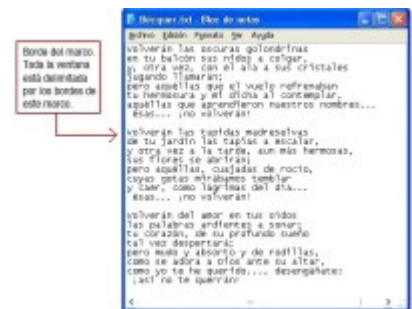 Borde del marco.
Toda la ventana
está delimitada
por los bordes de
este marco.
Bécquer.txt - Bloc de notas
Archivo Edición Formato Ver Ayuda
volverán las oscuras golondrinas
en tu balcón sus nidos a colgar,
y, otra vez, con el ala a sus cristales
jugando llamarán;
pero aquéllas que el vuelo refrenaban
tu hermosura y mi dicha al contemplar,
aquéllas que aprendieron nuestros nombres...
ésas... ¡no volverán!
volverán las tupidas madreselvas
de tu jardín las tapias a escalar,
y otra vez a la tarde, aun más hermosas,
sus flores se abrirán;
pero aquéllas, cuajadas de rocío,
cuyas gotas mirábamos temblar
y caer, como lágrimas del día...
ésas... ¡no volverán!
volverán del amor en tus oídos
las palabras ardientes a sonar;
tu corazón, de su profundo sueño
tal vez despertará;
pero mudo y absorto y de rodillas,
como se adora a Dios ante su altar,
como yo te he querido.... desengáñate:
¡así no te querrán!